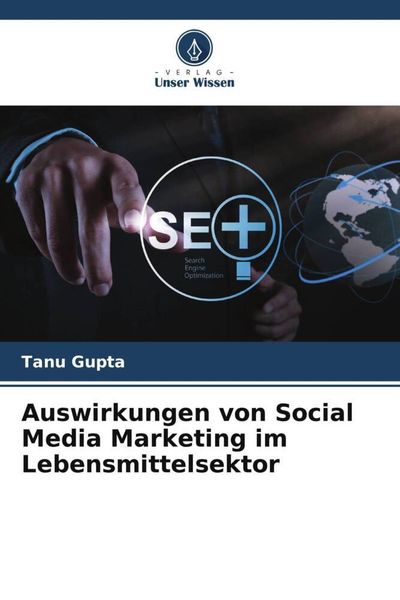 - VERLAG -
Unser Wissen
SE
Search
Engine
Optimization
Tanu Gupta
Auswirkungen von Social
Media Marketing im
Lebensmittelsektor